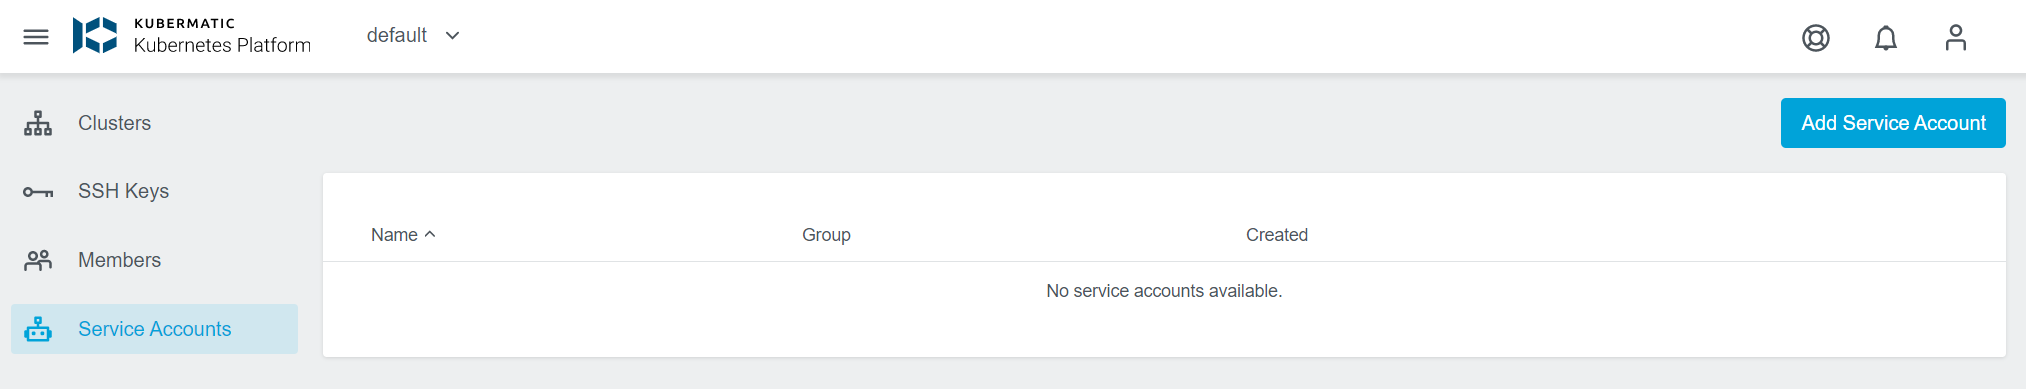 KUBERMATIC
Kubernetes Platform
default
Clusters
SSH Keys
Members
Service Accounts
Add Service Account
Name Group Created
No service accounts available.